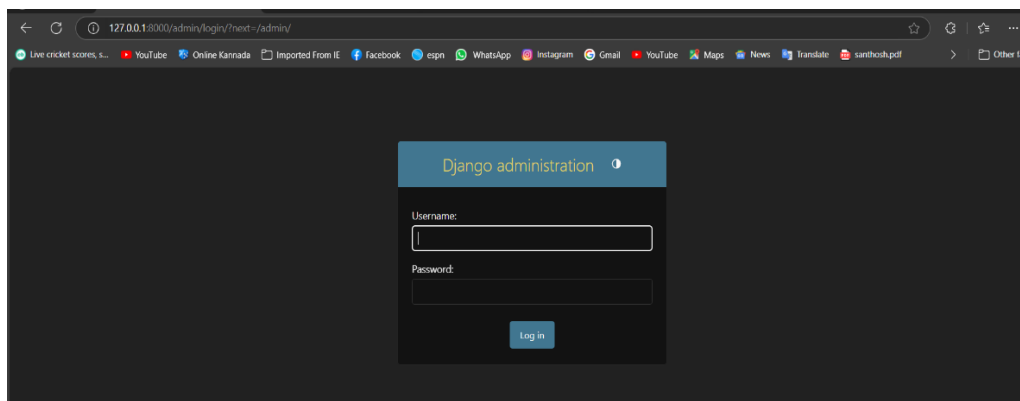 127.0.0.1:8000/admin/login/?next=/admin/
Live cricket scores, s... YouTube Online Kannada Imported From IE Facebook espn WhatsApp Instagram Gmail YouTube Maps News Translate santhosh.pdf Other f
Django administration
Username:
Password:
Log in